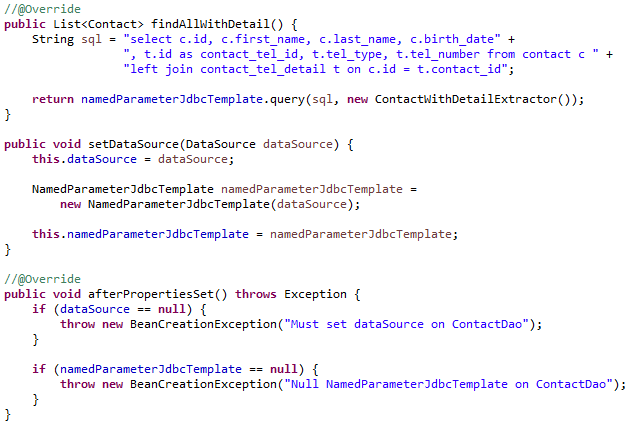 //@Override
public List<Contact> findAllWithDetail() {
    String sql = "select c.id, c.first_name, c.last_name, c.birth_date" +
                 ", t.id as contact_tel_id, t.tel_type, t.tel_number from contact c " +
                 "left join contact_tel_detail t on c.id = t.contact_id";

    return namedParameterJdbcTemplate.query(sql, new ContactWithDetailExtractor());
}

public void setDataSource(DataSource dataSource) {
    this.dataSource = dataSource;

    NamedParameterJdbcTemplate namedParameterJdbcTemplate =
        new NamedParameterJdbcTemplate(dataSource);

    this.namedParameterJdbcTemplate = namedParameterJdbcTemplate;
}

//@Override
public void afterPropertiesSet() throws Exception {
    if (dataSource == null) {
        throw new BeanCreationException("Must set dataSource on ContactDao");
    }

    if (namedParameterJdbcTemplate == null) {
        throw new BeanCreationException("Null NamedParameterJdbcTemplate on ContactDao");
    }
}